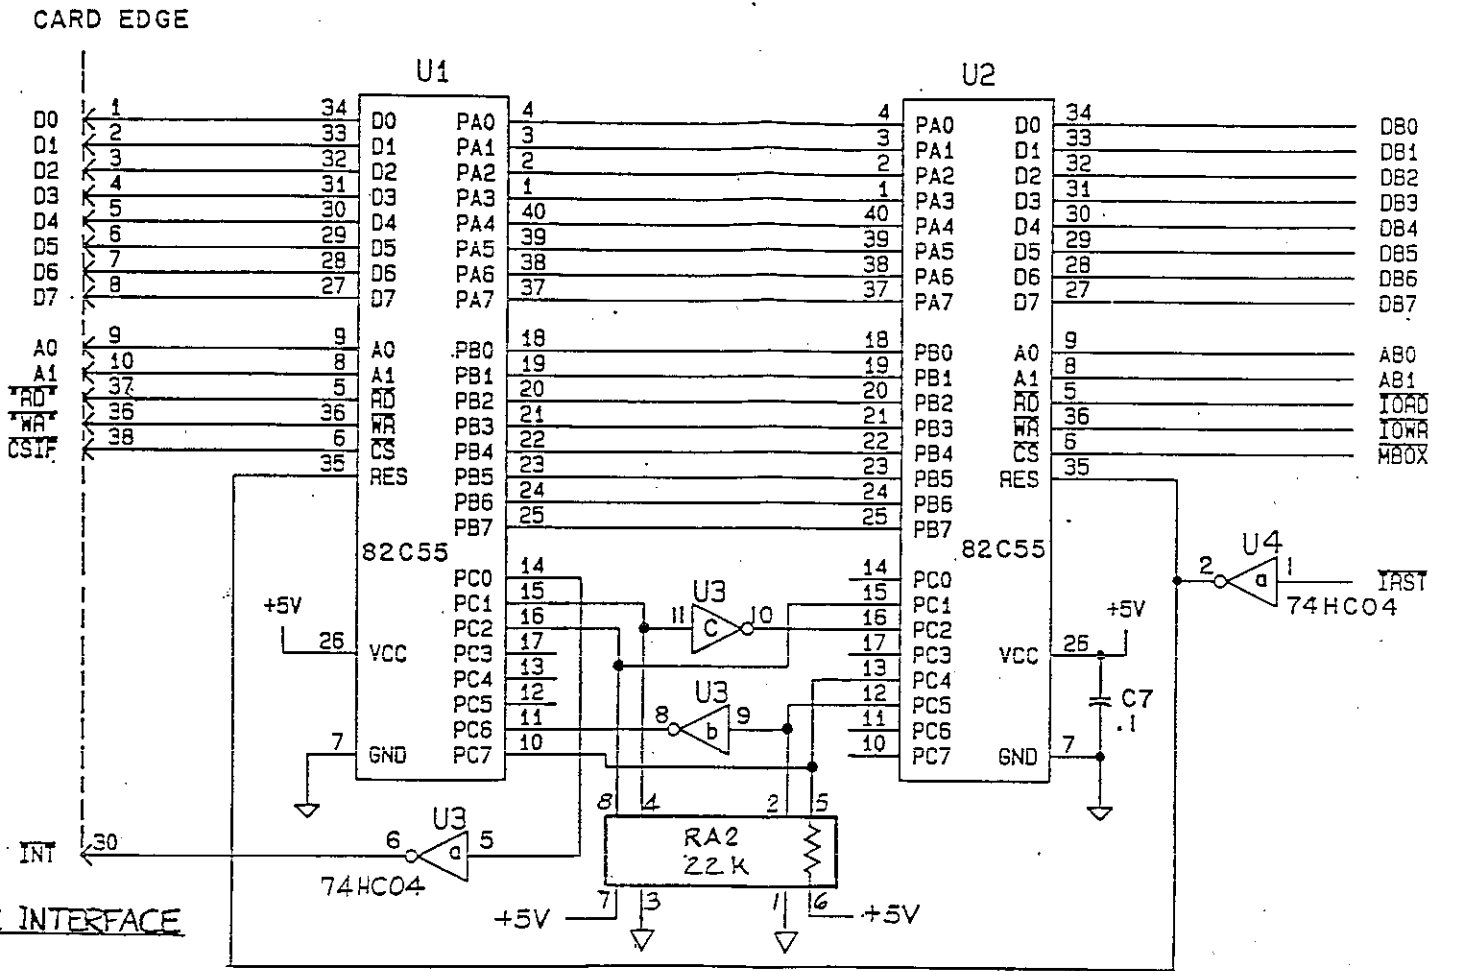 CARD EDGE
U1
U2
D0 1 34 D0 PA0 4 4 PA0 D0 34 DB0
D1 2 33 D1 PA1 3 3 PA1 D1 33 DB1
D2 3 32 D2 PA2 2 2 PA2 D2 32 DB2
D3 4 31 D3 PA3 1 1 PA3 D3 31 DB3
D4 5 30 D4 PA4 40 40 PA4 D4 30 DB4
D5 6 29 D5 PA5 39 39 PA5 D5 29 DB5
D6 7 28 D6 PA6 38 38 PA6 D6 28 DB6
D7 8 27 D7 PA7 37 37 PA7 D7 27 DB7
A0 9 9 A0 PB0 18 18 PB0 A0 9 AB0
A1 10 8 A1 PB1 19 19 PB1 A1 8 AB1
"RD" 37 5 RD PB2 20 20 PB2 RD 5 IORD
"WR" 36 36 WR PB3 21 21 PB3 WR 36 IOWR
CSIF 38 6 CS PB4 22 22 PB4 CS 6 MBOX
35 RES PB5 23 23 PB5 RES 35
PB6 24 24 PB6
PB7 25 25 PB7
82C55 82C55
U4
PC0 14 14 PC0 2 a 1 IRST
74HC04
U3
+5V PC1 15 15 PC1 +5V
PC2 16 11 c 10 16 PC2
26 VCC PC3 17 17 PC3 VCC 26
PC4 13 13 PC4
U3
PC5 12 12 PC5 C7
.1
PC6 11 8 b 9 11 PC6
7 GND PC7 10 10 PC7 GND 7
8 4 2 5
U3
INT 30 6 a 5
74HC04
RA2
22K
7 3 1 6
+5V +5V
INTERFACE